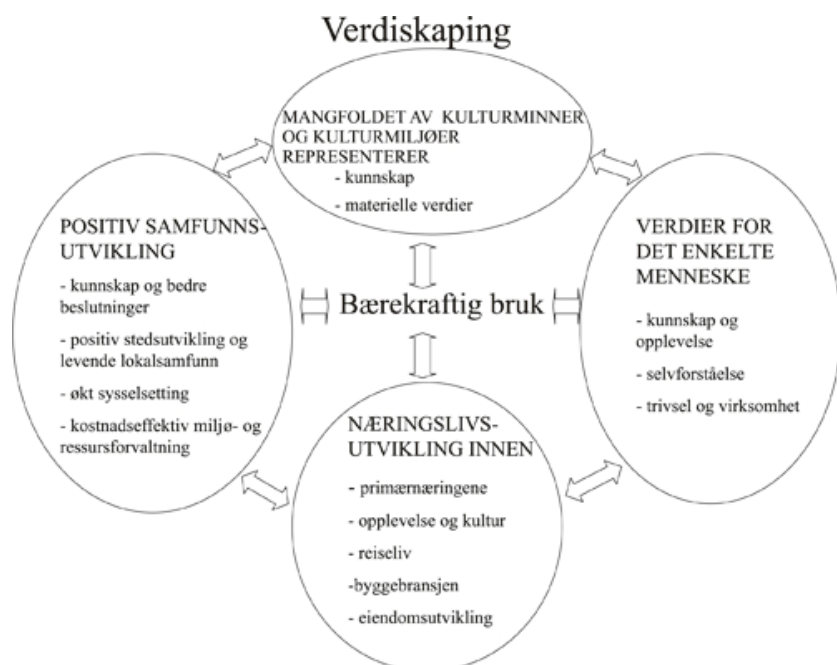 Verdiskaping
MANGFOLDET AV KULTURMINNER
OG KULTURMILJØER
REPRESENTERER
- kunnskap
- materielle verdier
POSITIV SAMFUNNS-
UTVIKLING
- kunnskap og bedre
beslutninger
- positiv stedsutvikling og
levende lokalsamfunn
- økt sysselsetting
- kostnadseffektiv miljø- og
ressursforvaltning
Bærekraftig bruk
VERDIER FOR
DET ENKELTE
MENNESKE
- kunnskap og
opplevelse
- selvforståelse
- trivsel og virksomhet
NÆRINGSLIVS-
UTVIKLING INNEN
- primærnæringene
- opplevelse og kultur
- reiseliv
-byggebransjen
- eiendomsutvikling